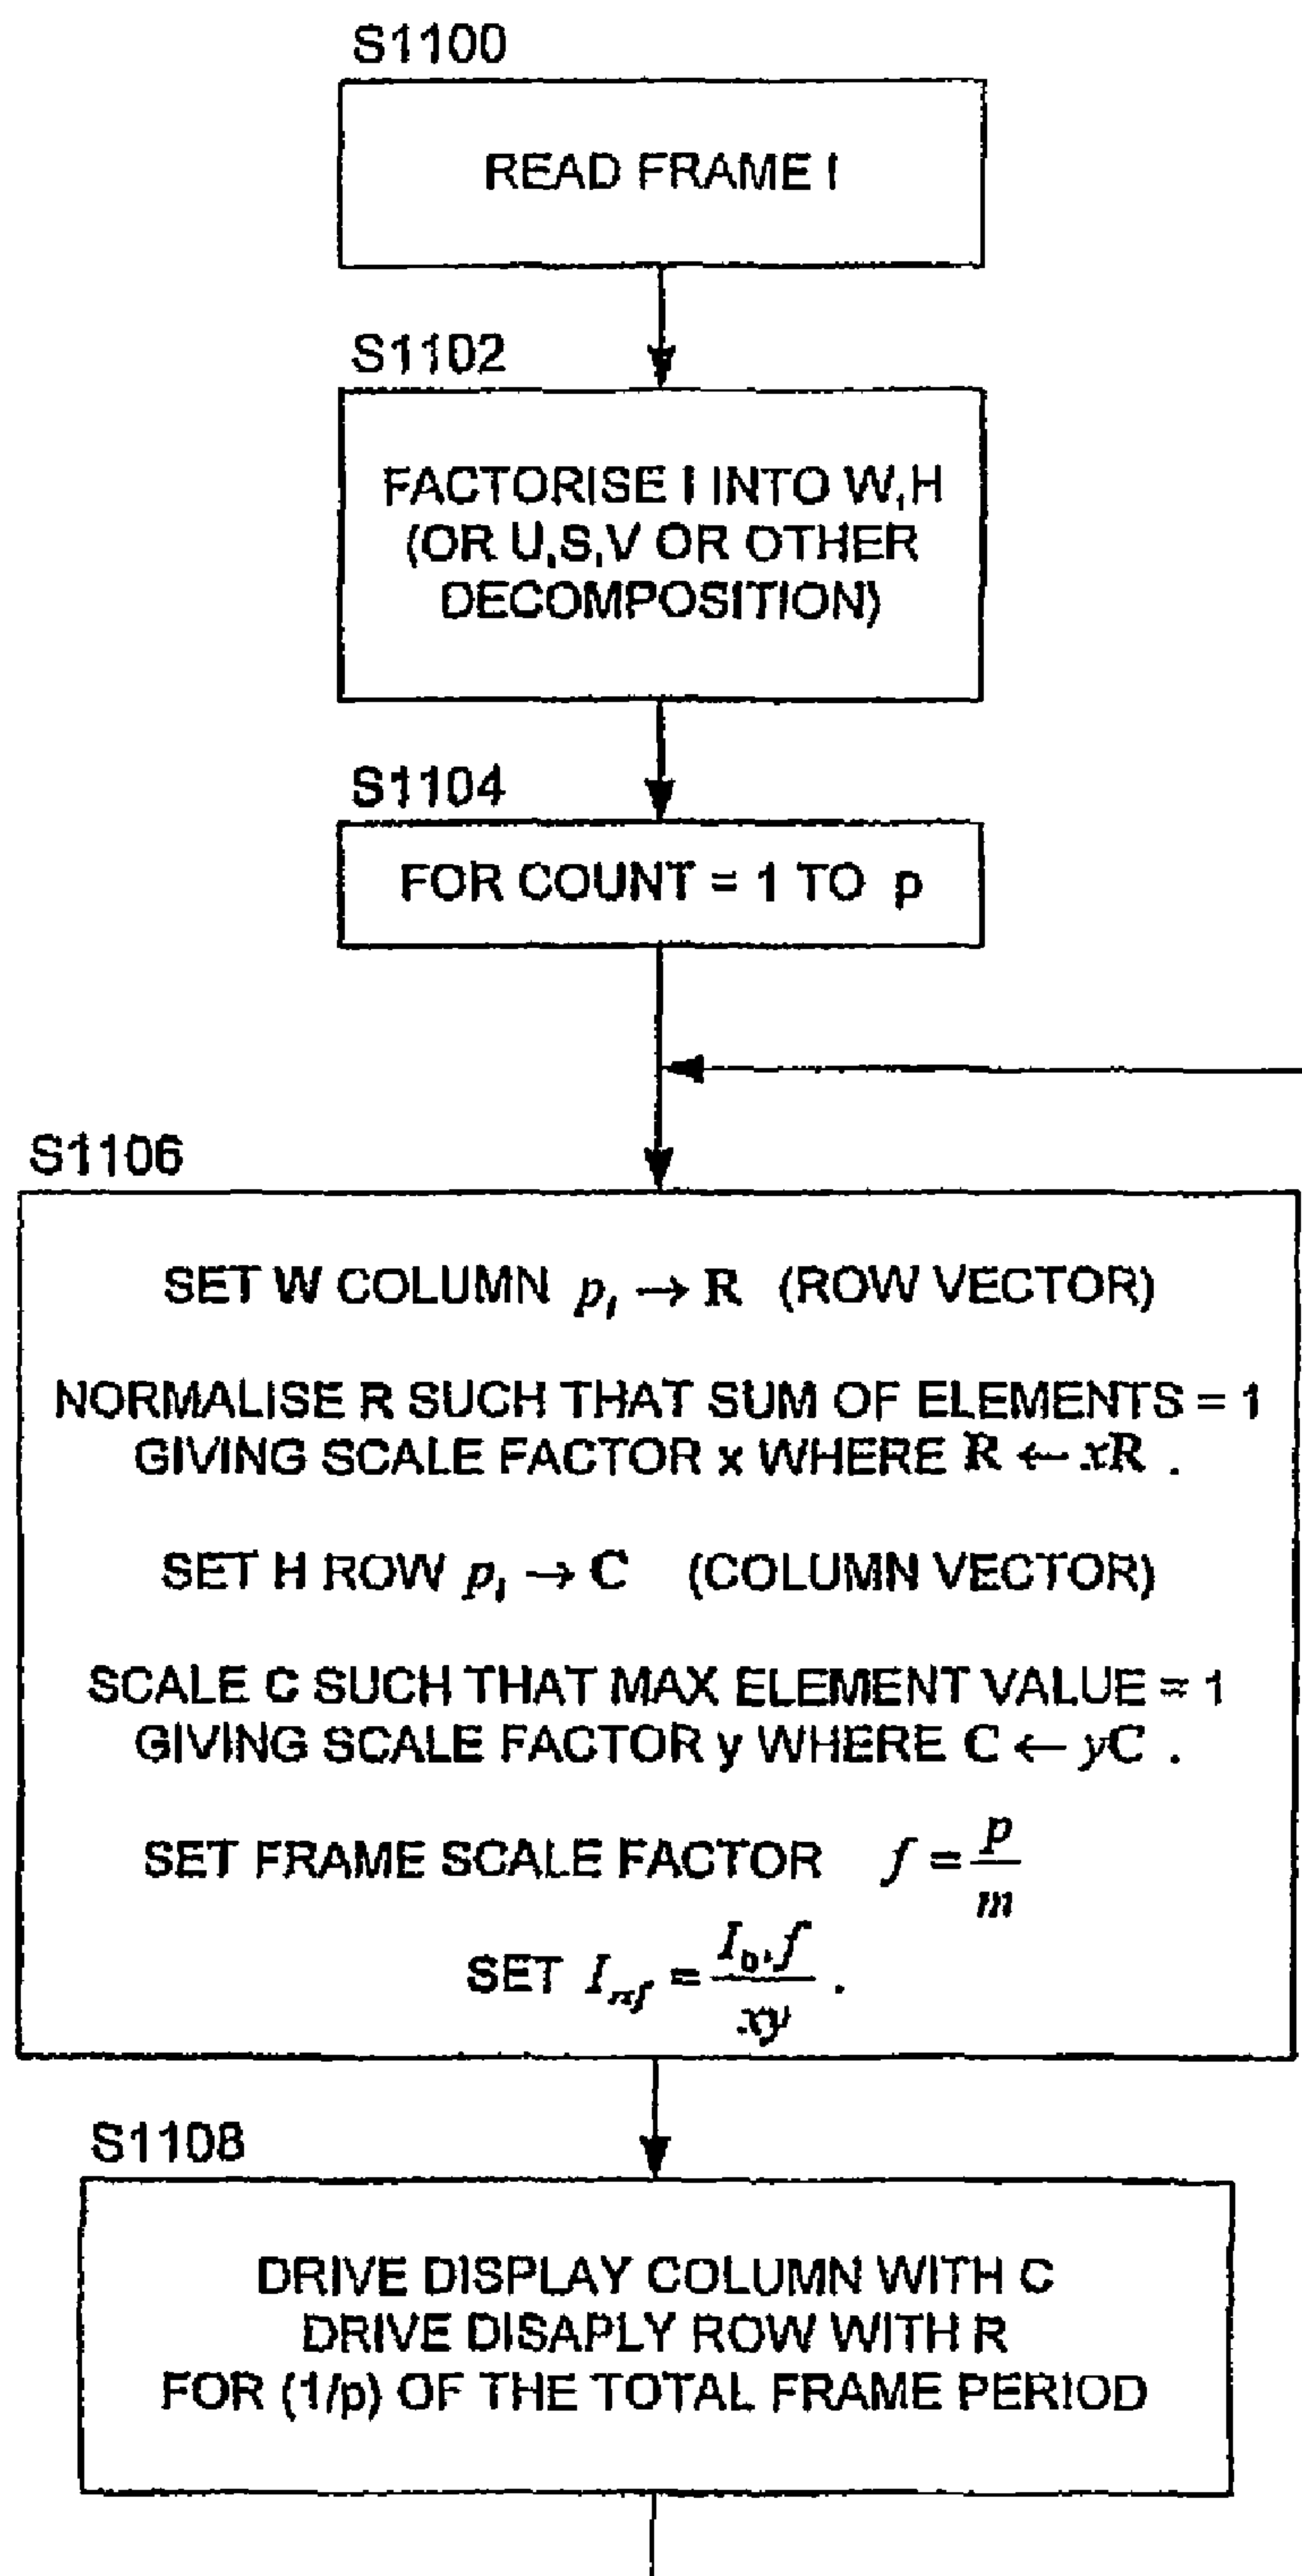 S1100
READ FRAME I
S1102
FACTORISE I INTO W,H
(OR U,S,V OR OTHER
DECOMPOSITION)
S1104
FOR COUNT = 1 TO p
S1106
SET W COLUMN p_i → R (ROW VECTOR)
NORMALISE R SUCH THAT SUM OF ELEMENTS = 1
GIVING SCALE FACTOR x WHERE R ← xR .
SET H ROW p_i → C (COLUMN VECTOR)
SCALE C SUCH THAT MAX ELEMENT VALUE = 1
GIVING SCALE FACTOR y WHERE C ← yC .
SET FRAME SCALE FACTOR f = p/m
SET I_ref = I_0.f/xy .
S1108
DRIVE DISPLAY COLUMN WITH C
DRIVE DISAPLY ROW WITH R
FOR (1/p) OF THE TOTAL FRAME PERIOD